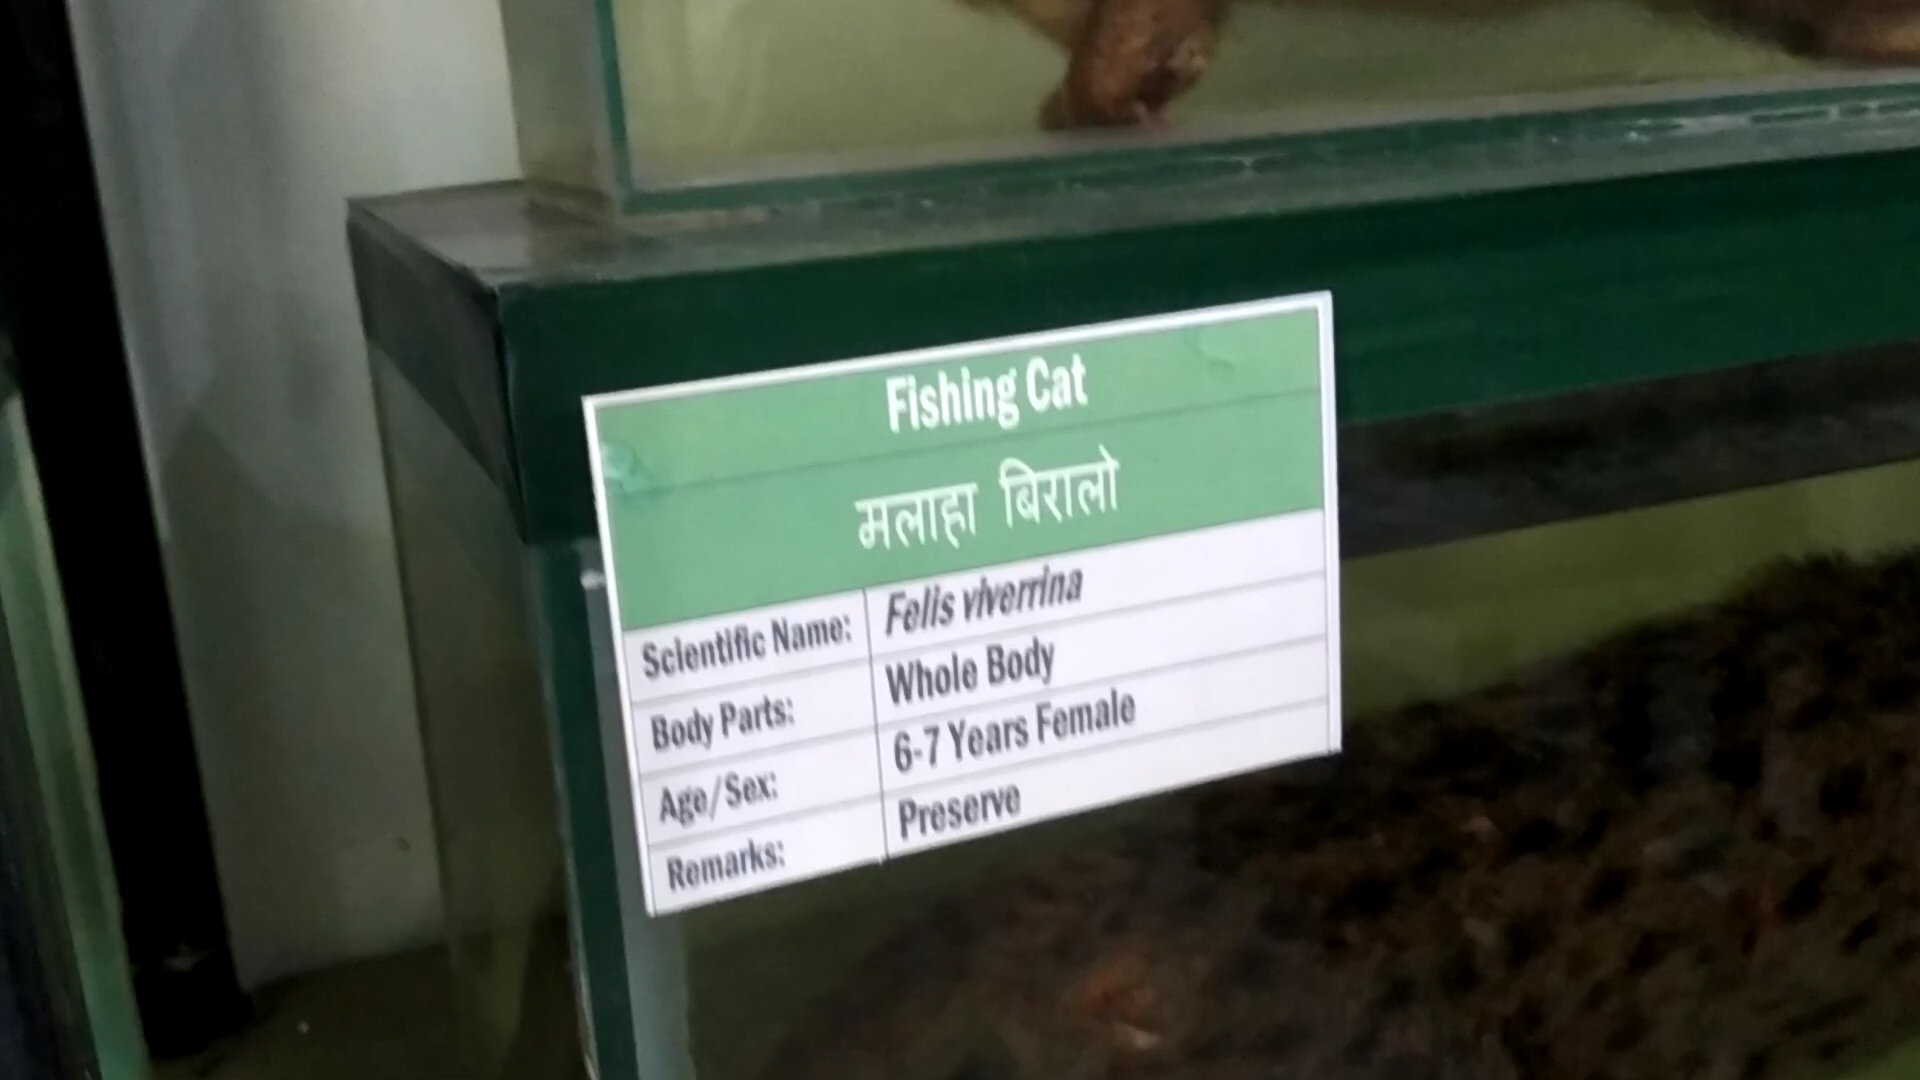 Fishing Cat
मलाहा बिरालो
Scientific Name: Felis viverrina
Body Parts: Whole Body
Age/Sex: 6-7 Years Female
Remarks: Preserve